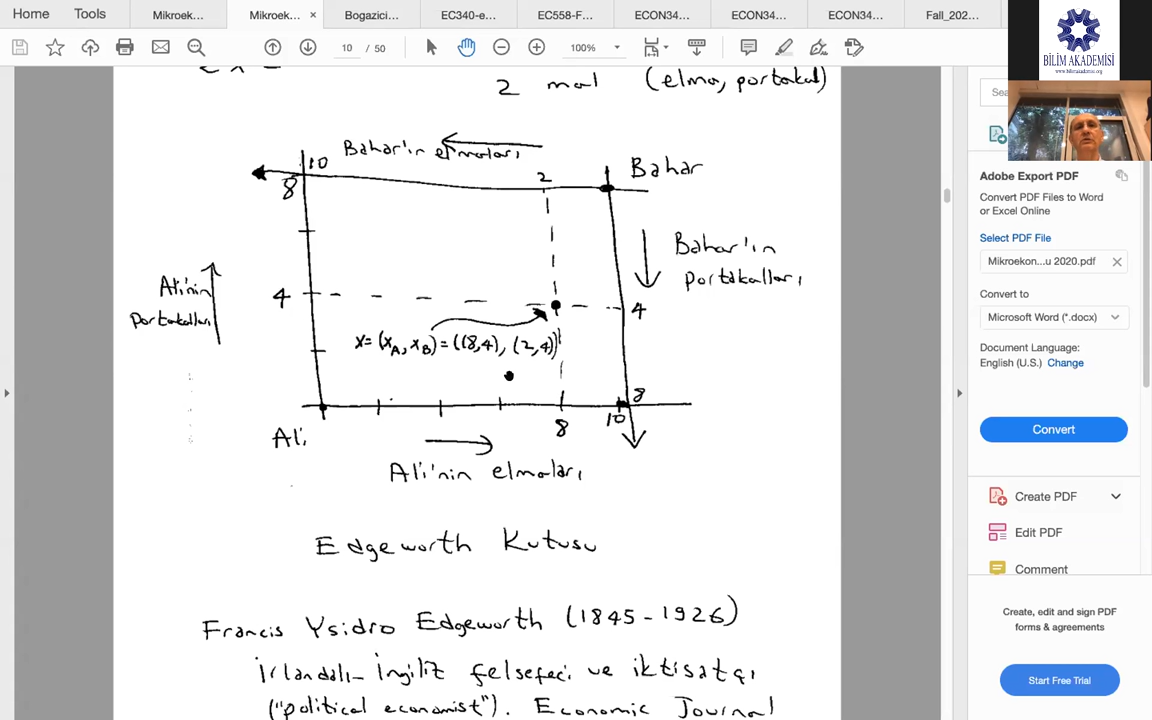 Home Tools Mikroek... Mikroek... × Bogazici... EC340-e... EC558-F... ECON34... ECON34... ECON34... Fall_202...
10 / 50 100%
BİLİM AKADEMİSİ
www.bilimakademisi.org
2 mal (elma, portakal)
Bahar'ın elmaları
10
8
2
Bahar
Bahar'ın
portakalları
Ali'nin
portakalları
4
4
x = (x_A, x_B) = ((8,4), (2,4))
8
Ali
8
10
Ali'nin elmaları
Edgeworth Kutusu
Francis Ysidro Edgeworth (1845-1926)
İrlandalı-İngiliz felsefeci ve iktisatçı
("political economist"). Economic Journal
Adobe Export PDF
Convert PDF Files to Word
or Excel Online
Select PDF File
Mikroekon...u 2020.pdf
Convert to
Microsoft Word (*.docx)
Document Language:
English (U.S.) Change
Convert
Create PDF
Edit PDF
Comment
Create, edit and sign PDF
forms & agreements
Start Free Trial